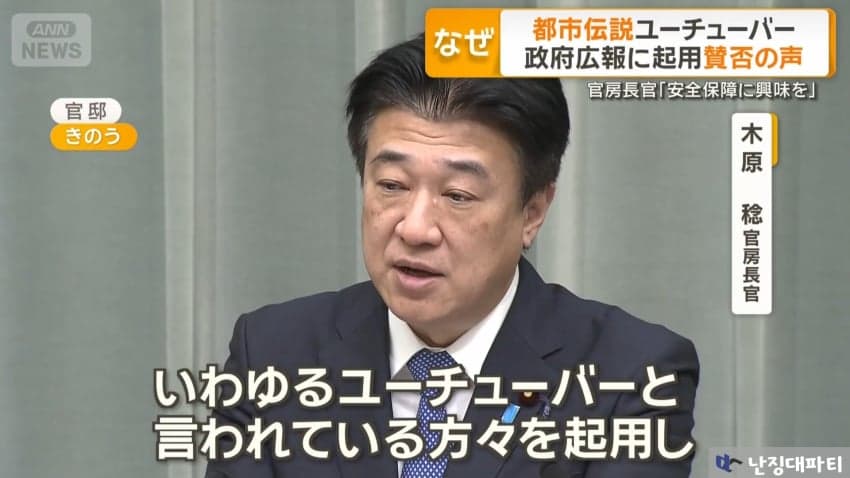 ANN
NEWS
なぜ
都市伝説ユーチューバー
政府広報に起用賛否の声
官房長官「安全保障に興味を」
官邸
きのう
木原 稔
官房長官
いわゆるユーチューバーと
言われている方々を起用し
난징대파티